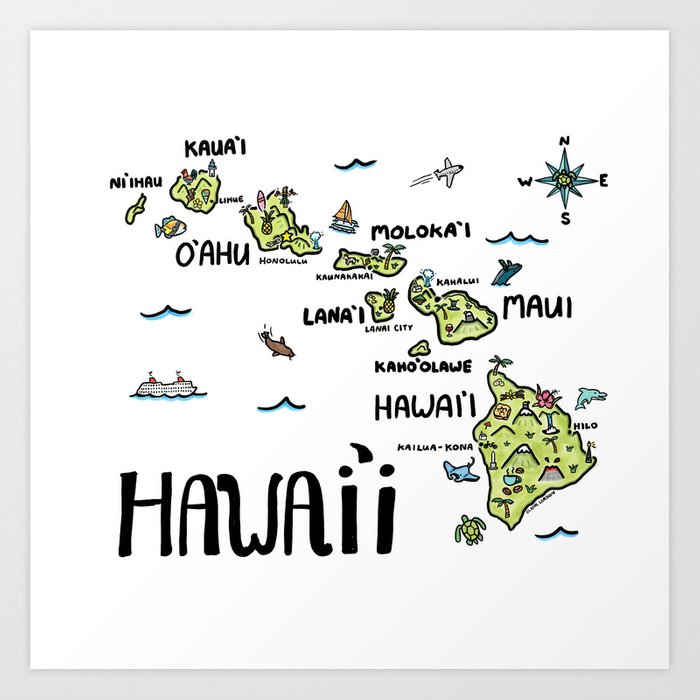 KAUA'I
NI'IHAU
LIHUE
O'AHU
HONOLULU
MOLOKA'I
KAUNAKAKAI
LANA'I
LANAI CITY
KAHALUI
MAUI
KAHO'OLAWE
HAWAI'I
KAILUA-KONA
HILO
N
W
E
S
HAWAI'I